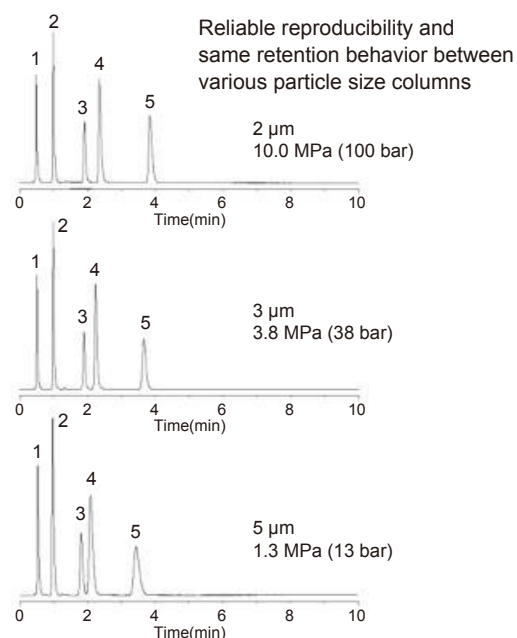 Reliable reproducibility and
same retention behavior between
various particle size columns
1 2 3 4 5
2 µm
10.0 MPa (100 bar)
0 2 4 6 8 10
Time(min)
1 2 3 4 5
3 µm
3.8 MPa (38 bar)
0 2 4 6 8 10
Time(min)
1 2 3 4 5
5 µm
1.3 MPa (13 bar)
0 2 4 6 8 10
Time(min)